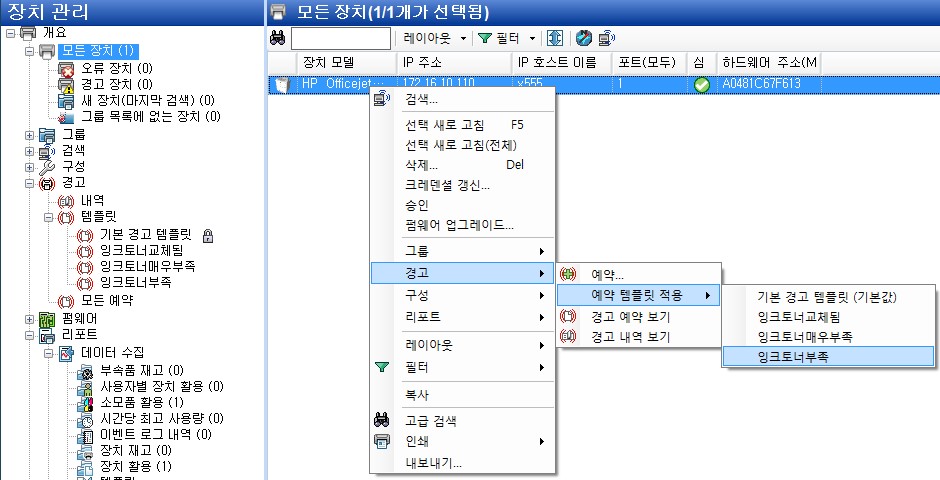 장치 관리
개요
모든 장치 (1)
오류 장치 (0)
경고 장치 (0)
새 장치(마지막 검색) (0)
그룹 목록에 없는 장치 (0)
그룹
검색
구성
경고
내역
템플릿
기본 경고 템플릿
잉크토너교체됨
잉크토너매우부족
잉크토너부족
모든 예약
펌웨어
리포트
데이터 수집
부속품 재고 (0)
사용자별 장치 활용 (0)
소모품 활용 (1)
시간당 최고 사용량 (0)
이벤트 로그 내역 (0)
장치 재고 (0)
장치 활용 (1)
템플릿
모든 장치(1/1개가 선택됨)
레이아웃 필터
장치 모델 IP 주소 IP 호스트 이름 포트(모두) 심 하드웨어 주소(M
HP Officejet... 172.16.10.110 x555 1 A0481C67F613
검색...
선택 새로 고침 F5
선택 새로 고침(전체)
삭제... Del
크레덴셜 갱신...
승인
펌웨어 업그레이드...
그룹
경고
구성
리포트
레이아웃
필터
복사
고급 검색
인쇄
내보내기...
예약...
예약 템플릿 적용
경고 예약 보기
경고 내역 보기
기본 경고 템플릿 (기본값)
잉크토너교체됨
잉크토너매우부족
잉크토너부족